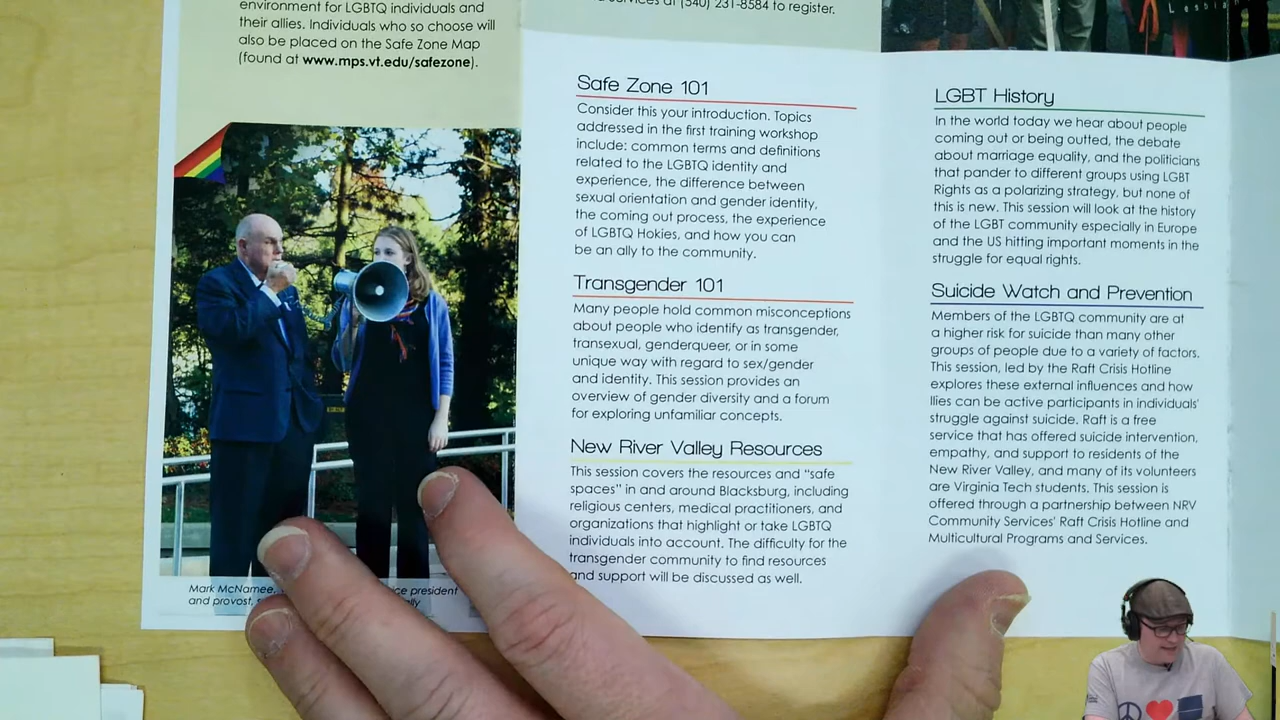 environment for LGBTQ individuals and
their allies. Individuals who so choose will
also be placed on the Safe Zone Map
(found at www.mps.vt.edu/safezone).
Mark McNamee,
ce president
and provost,
services at (540) 231-8584 to register.
Safe Zone 101
Consider this your introduction. Topics
addressed in the first training workshop
include: common terms and definitions
related to the LGBTQ identity and
experience, the difference between
sexual orientation and gender identity,
the coming out process, the experience
of LGBTQ Hokies, and how you can
be an ally to the community.
Transgender 101
Many people hold common misconceptions
about people who identify as transgender,
transexual, genderqueer, or in some
unique way with regard to sex/gender
and identity. This session provides an
overview of gender diversity and a forum
for exploring unfamiliar concepts.
New River Valley Resources
This session covers the resources and “safe
spaces” in and around Blacksburg, including
religious centers, medical practitioners, and
organizations that highlight or take LGBTQ
individuals into account. The difficulty for the
transgender community to find resources
and support will be discussed as well.
LGBT History
In the world today we hear about people
coming out or being outted, the debate
about marriage equality, and the politicians
that pander to different groups using LGBT
Rights as a polarizing strategy, but none of
this is new. This session will look at the history
of the LGBT community especially in Europe
and the US hitting important moments in the
struggle for equal rights.
Suicide Watch and Prevention
Members of the LGBTQ community are at
a higher risk for suicide than many other
groups of people due to a variety of factors.
This session, led by the Raft Crisis Hotline
explores these external influences and how
llies can be active participants in individuals'
struggle against suicide. Raft is a free
service that has offered suicide intervention,
empathy, and support to residents of the
New River Valley, and many of its volunteers
are Virginia Tech students. This session is
offered through a partnership between NRV
Community Services' Raft Crisis Hotline and
Multicultural Programs and Services.